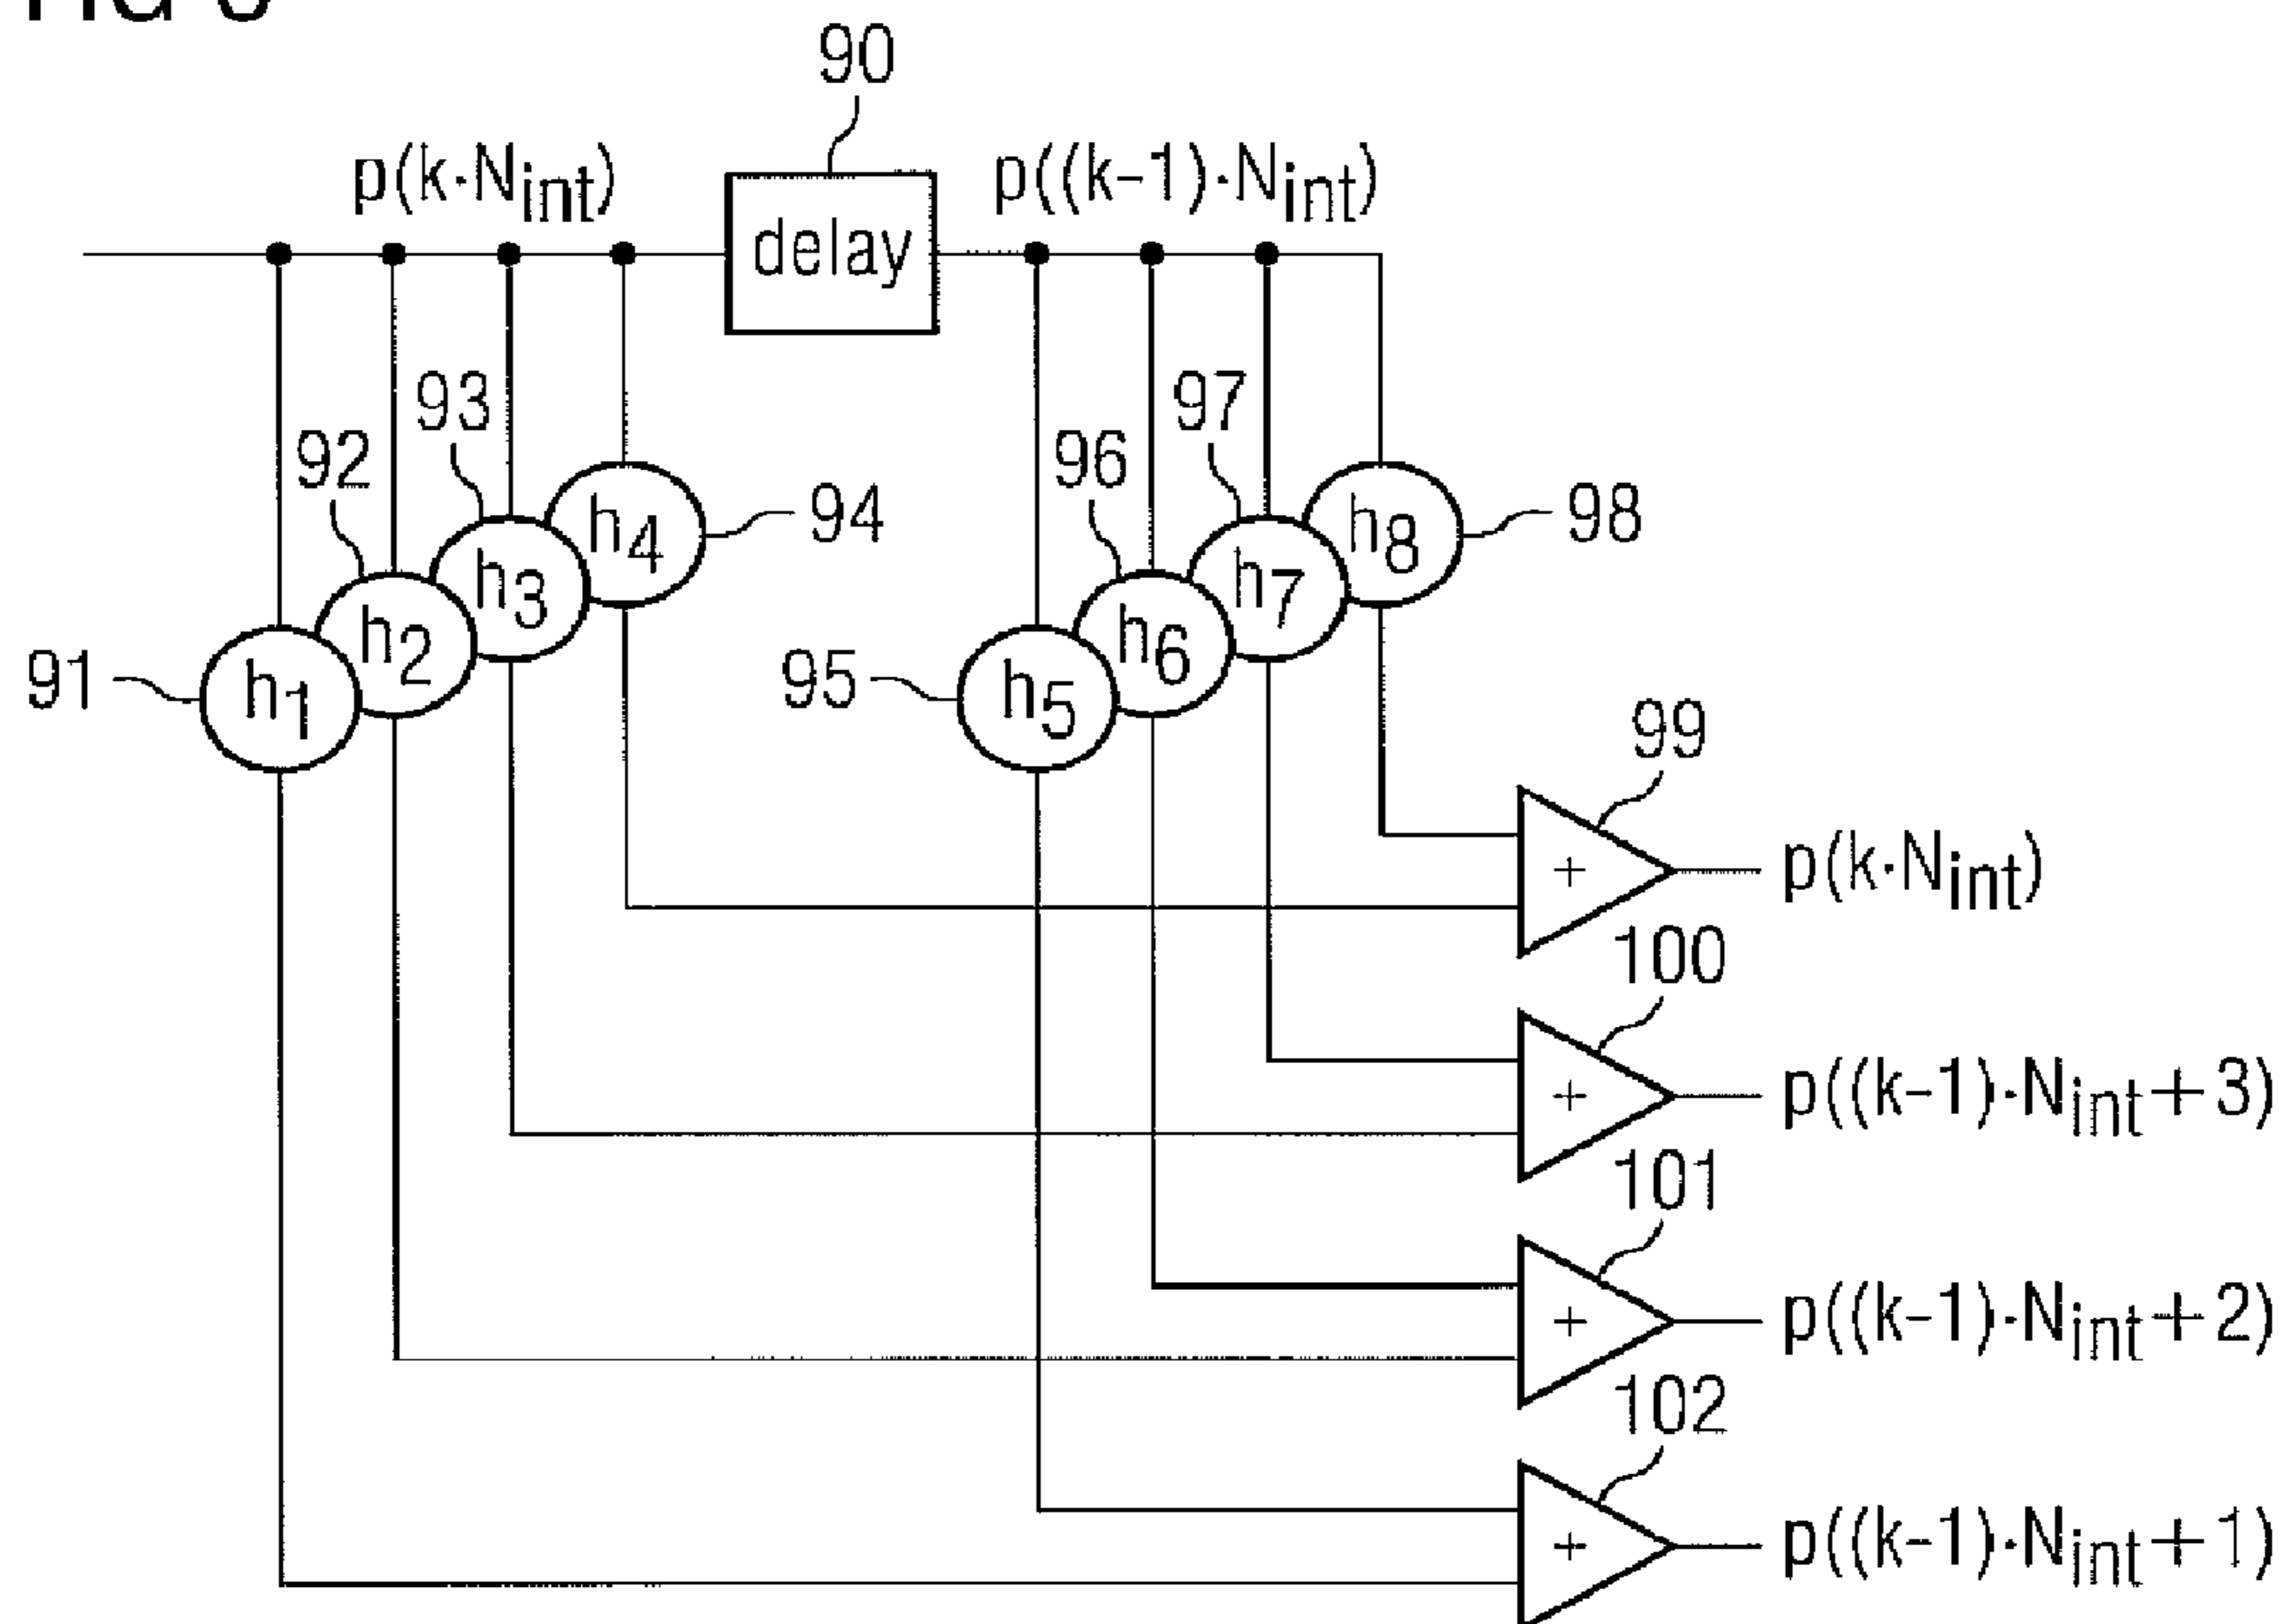 90
p(k·Nint) p((k-1)·Nint)
delay
93 97
92 96
h4 94 h8 98
h3 h7
h2 h6
91 h1 95 h5
99
+ p(k·Nint)
100
+ p((k-1)·Nint+3)
101
+ p((k-1)·Nint+2)
102
+ p((k-1)·Nint+1)